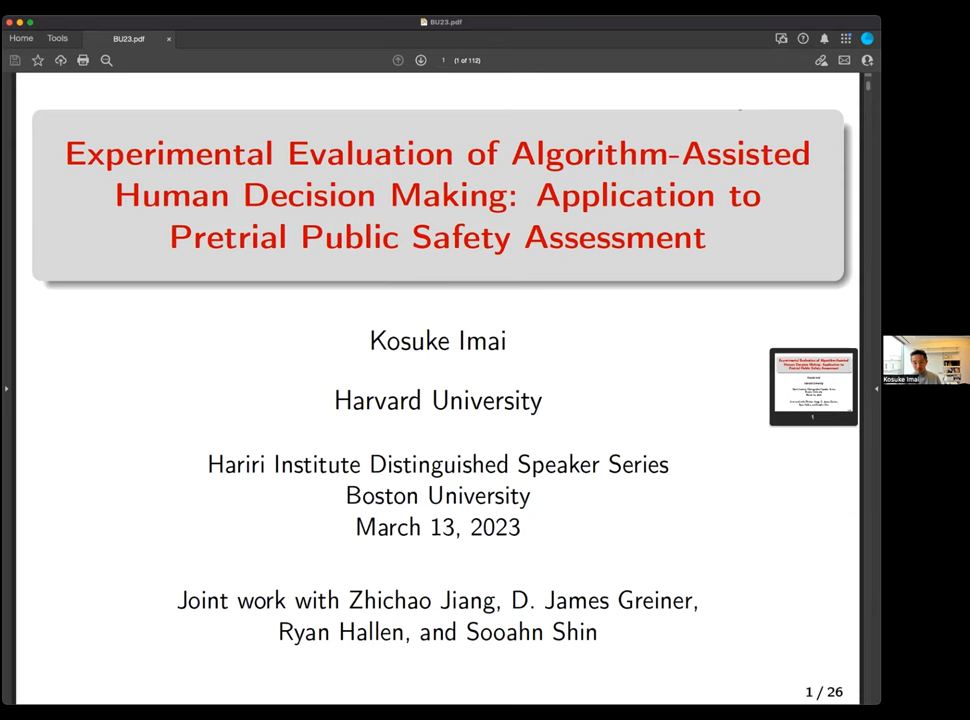 BU23.pdf
Home
Tools
BU23.pdf
×
1
(1 of 112)
Experimental Evaluation of Algorithm-Assisted
Human Decision Making: Application to
Pretrial Public Safety Assessment
Kosuke Imai
Harvard University
Hariri Institute Distinguished Speaker Series
Boston University
March 13, 2023
Joint work with Zhichao Jiang, D. James Greiner,
Ryan Hallen, and Sooahn Shin
1 / 26
1
Kosuke Imai